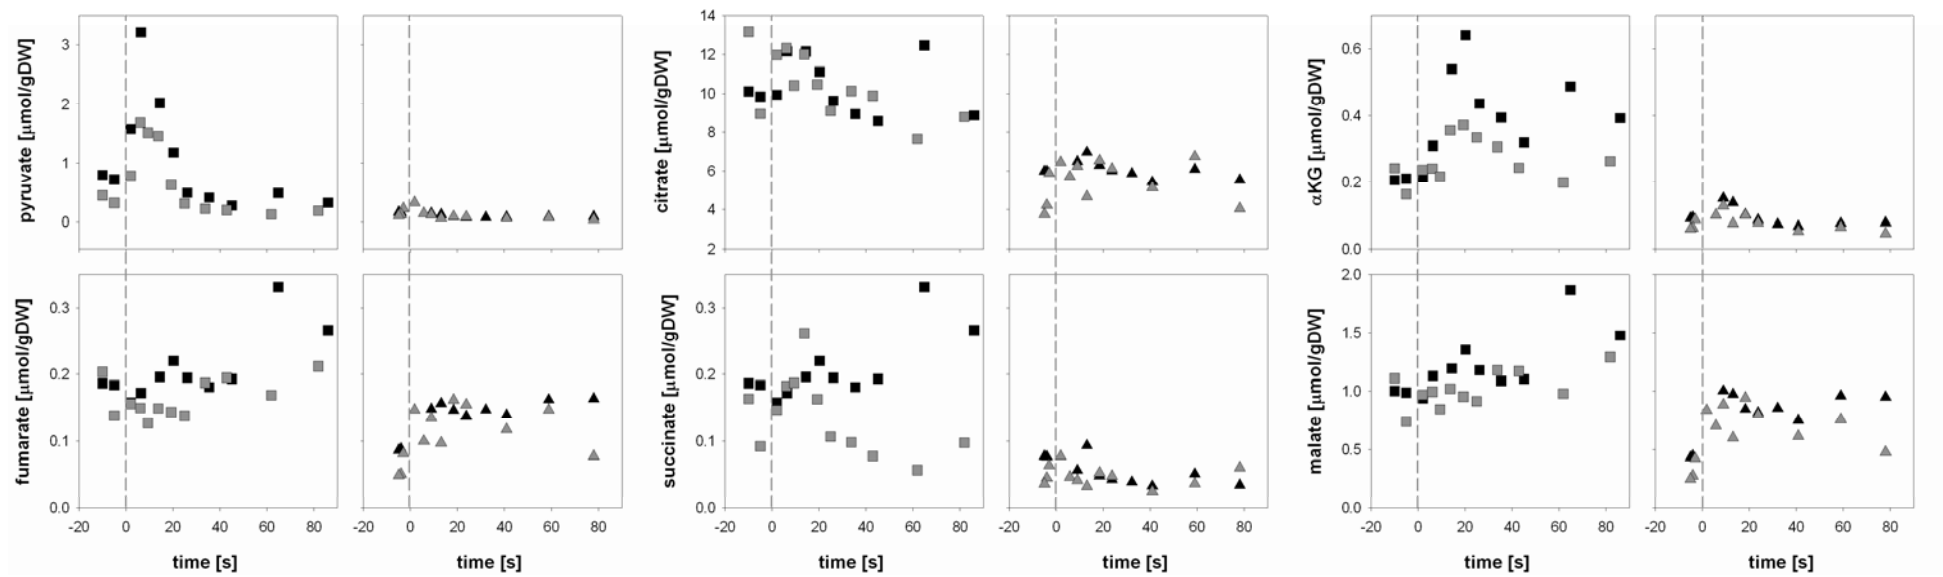 pyruvate [μmol/gDW]
3
2
1
0
citrate [μmol/gDW]
14
12
10
8
6
4
2
αKG [μmol/gDW]
0.6
0.4
0.2
0.0
fumarate [μmol/gDW]
0.3
0.2
0.1
0.0
-20 0 20 40 60 80
time [s]
-20 0 20 40 60 80
time [s]
succinate [μmol/gDW]
0.3
0.2
0.1
0.0
-20 0 20 40 60 80
time [s]
-20 0 20 40 60 80
time [s]
malate [μmol/gDW]
2.0
1.5
1.0
0.5
0.0
-20 0 20 40 60 80
time [s]
-20 0 20 40 60 80
time [s]